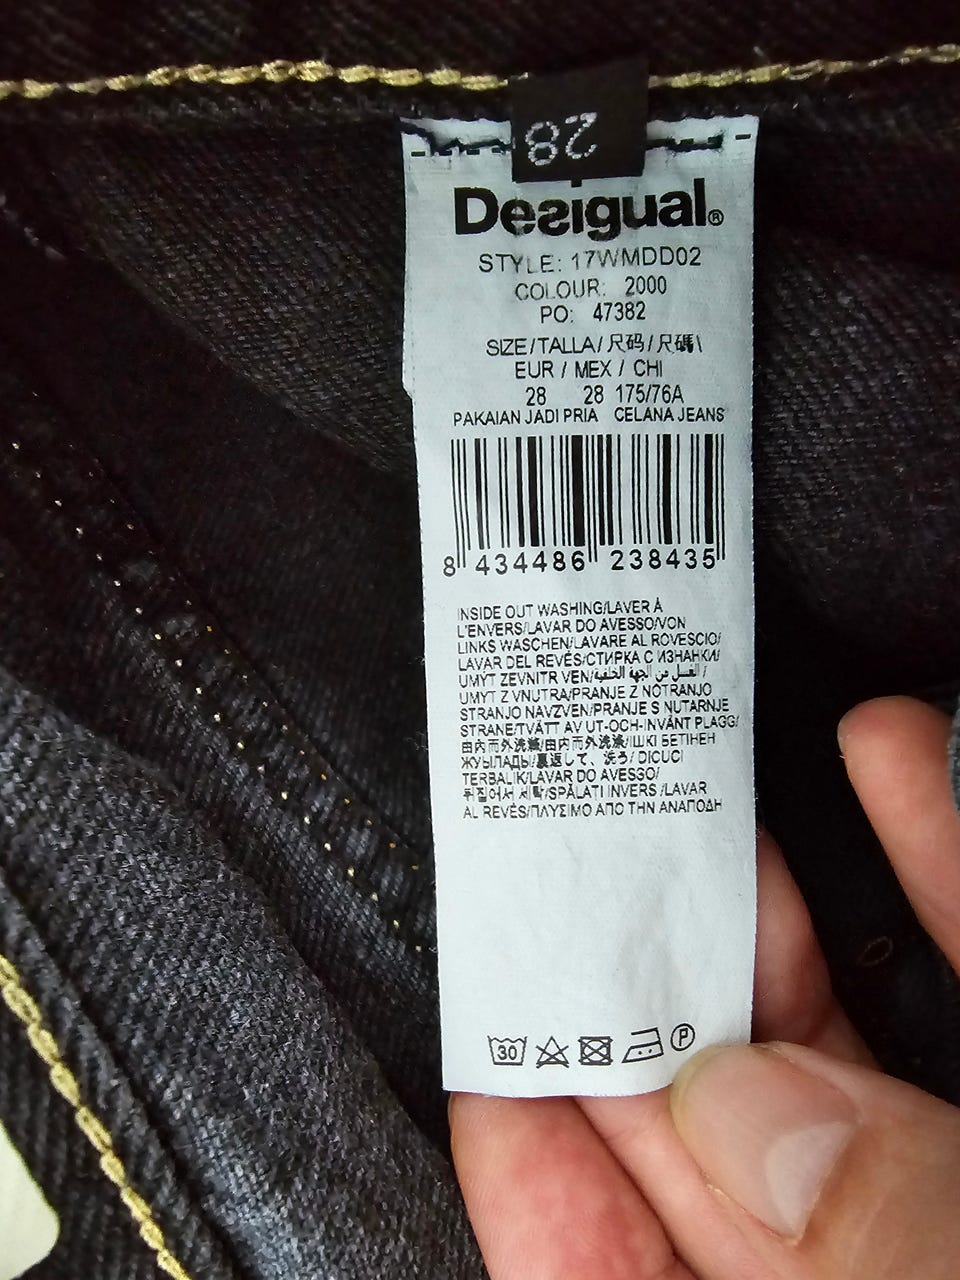 28
Desigual®
STYLE: 17WMDD02
COLOUR: 2000
PO: 47382
SIZE/TALLA/尺码/尺碼\
EUR / MEX / CHI
28 28 175/76A
PAKAIAN JADI PRIA CELANA JEANS
8 434486 238435
INSIDE OUT WASHING/LAVER À
L'ENVERS/LAVAR DO AVESSO/VON
LINKS WASCHEN/LAVARE AL ROVESCIO/
LAVAR DEL REVÉS/СТИРКА С ИЗНАНКИ/
UMYT ZEVNITR VEN/الغسل من الجهة الخلفية/
UMYT Z VNUTRA/PRANJE Z NOTRANJO
STRANJO NAVZVEN/PRANJE S NUTARNJE
STRANE/TVÄTT AV UT-OCH-INVÄNT PLAGG/
由内而外洗滌/由内而外洗涤/ІШКІ БЕТІНЕН
ЖУЫЛАДЫ/裏返して、洗う/ DICUCI
TERBALIK/LAVAR DO AVESSO/
뒤집어서 세탁/SPĂLAȚI INVERS /LAVAR
AL REVÉS/ΠΛΥΣΙΜΟ ΑΠΟ ΤΗΝ ΑΝΑΠΟΔΗ
30 P